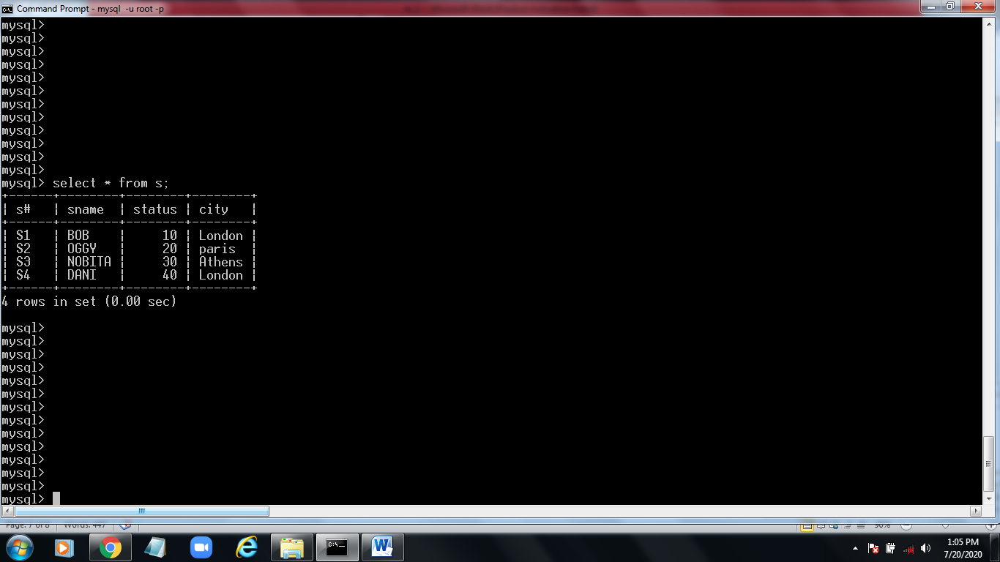 Command Prompt - mysql  -u root -p
mysql>
mysql>
mysql>
mysql>
mysql>
mysql>
mysql>
mysql>
mysql>
mysql>
mysql>
mysql>
mysql> select * from s;
+------+--------+--------+--------+
| s#   | sname  | status | city   |
+------+--------+--------+--------+
| S1   | BOB    |     10 | London |
| S2   | OGGY   |     20 | paris  |
| S3   | NOBITA |     30 | Athens |
| S4   | DANI   |     40 | London |
+------+--------+--------+--------+
4 rows in set (0.00 sec)
mysql>
mysql>
mysql>
mysql>
mysql>
mysql>
mysql>
mysql>
mysql>
mysql>
mysql>
mysql>
mysql>
mysql>
Page: 7 of 8 Words: 447 90%
1:05 PM
7/20/2020